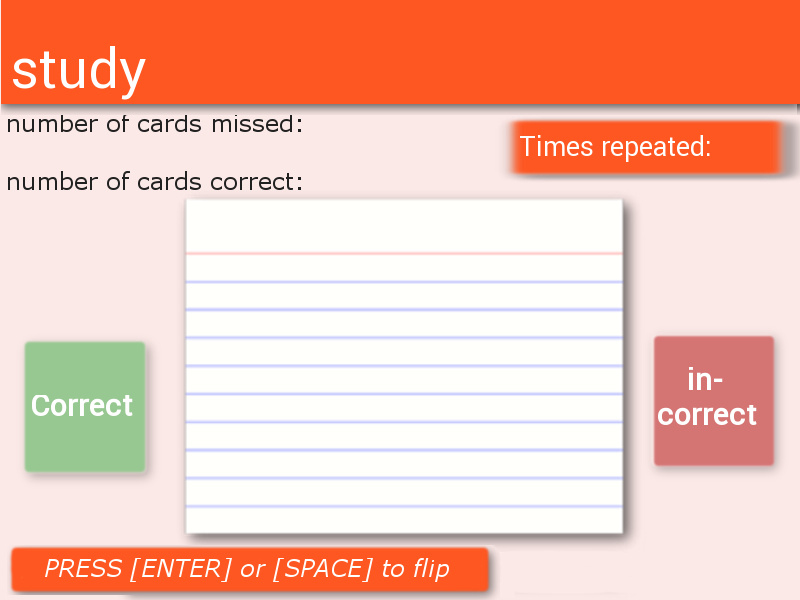 study
number of cards missed:
Times repeated:
number of cards correct:
Correct
in-
correct
PRESS [ENTER] or [SPACE] to flip